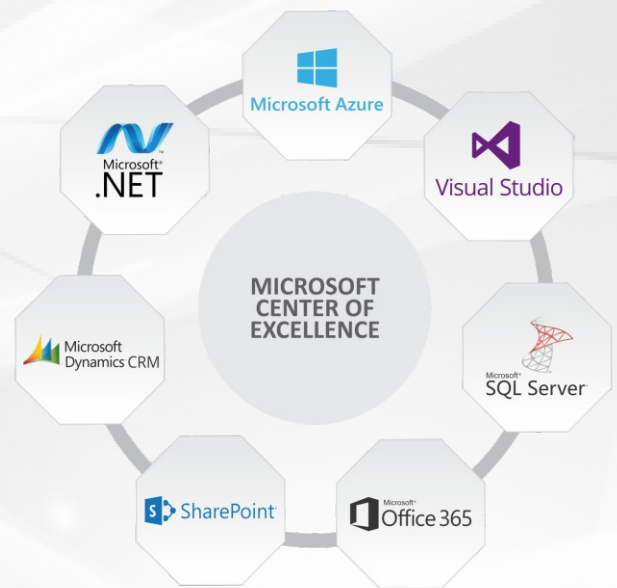 Microsoft Azure
Microsoft®
.NET™
Visual Studio
MICROSOFT
CENTER OF
EXCELLENCE
Microsoft
Dynamics CRM
Microsoft®
SQL Server
S SharePoint
Microsoft®
Office 365